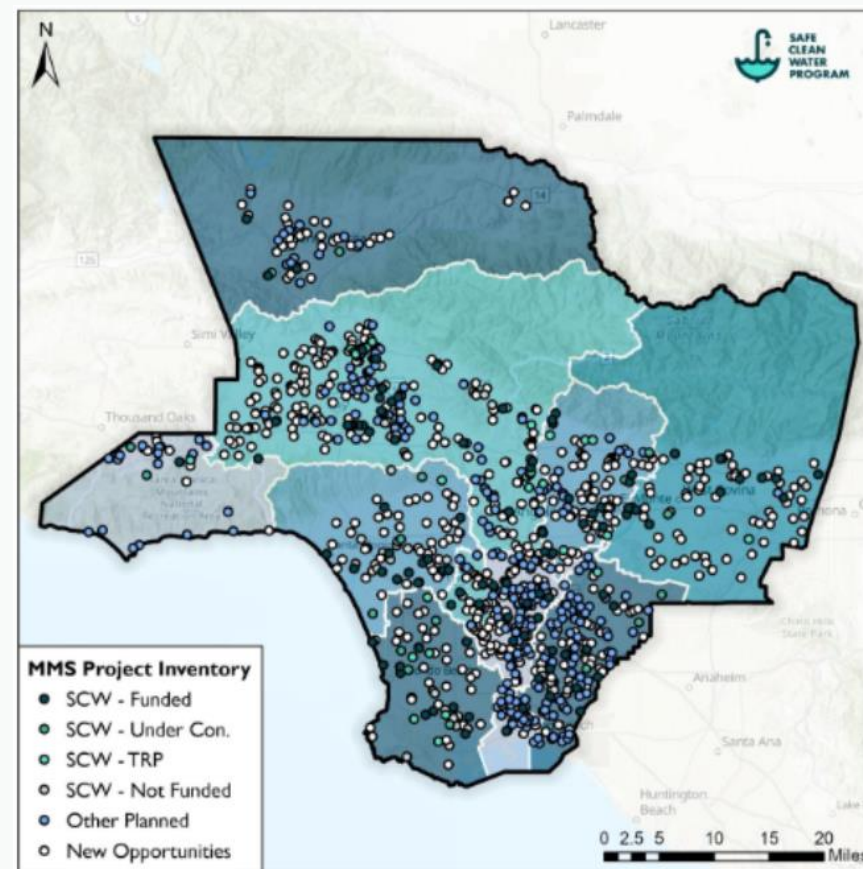 N
Lancaster
SAFE
CLEAN
WATER
PROGRAM
Palmdale
14
126
Simi Valley
Thousand Oaks
Anaheim
Santa Ana
Huntington
Beach
MMS Project Inventory
SCW - Funded
SCW - Under Con.
SCW - TRP
SCW - Not Funded
Other Planned
New Opportunities
0 2.5 5 10 15 20
Miles